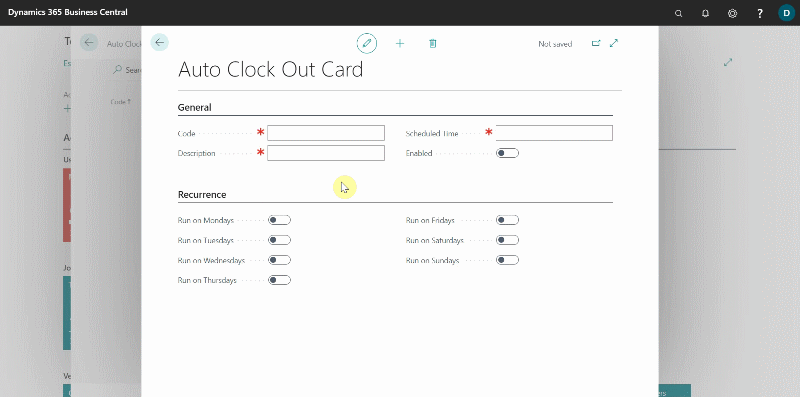 Dynamics 365 Business Central
?
D
Auto Clock
Sear
Code ↑
Not saved
Auto Clock Out Card
General
Code *
Scheduled Time *
Description *
Enabled
Recurrence
Run on Mondays
Run on Fridays
Run on Tuesdays
Run on Saturdays
Run on Wednesdays
Run on Sundays
Run on Thursdays